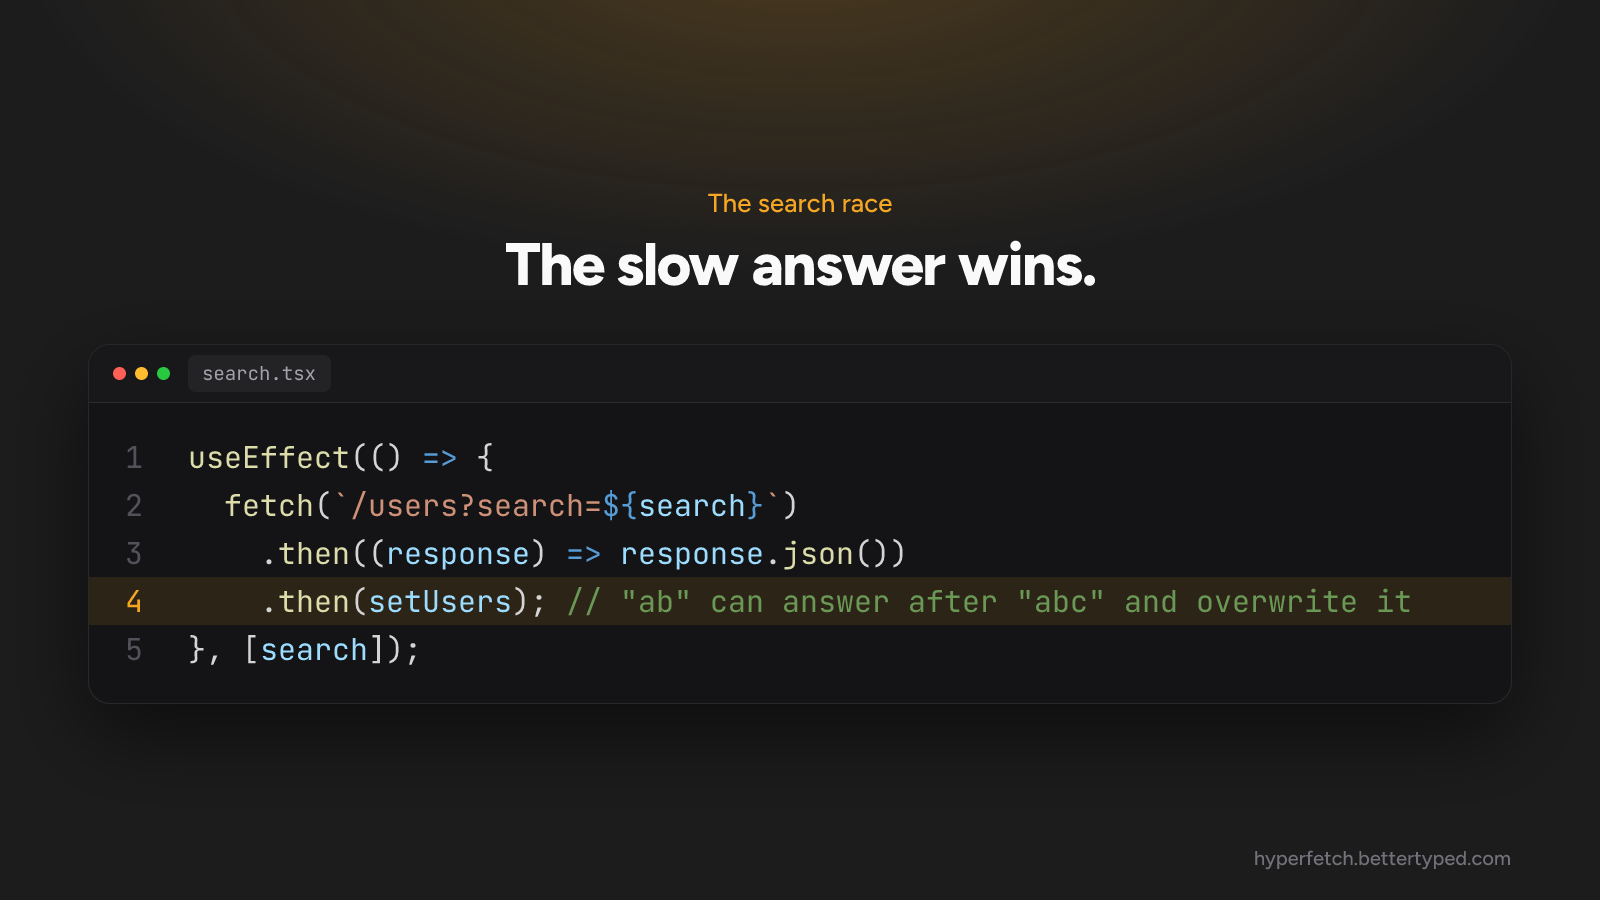 The search race
The slow answer wins.
search.tsx
1 useEffect(() => {
2   fetch(`/users?search=${search}`)
3     .then((response) => response.json())
4     .then(setUsers); // "ab" can answer after "abc" and overwrite it
5 }, [search]);
hyperfetch.bettertyped.com